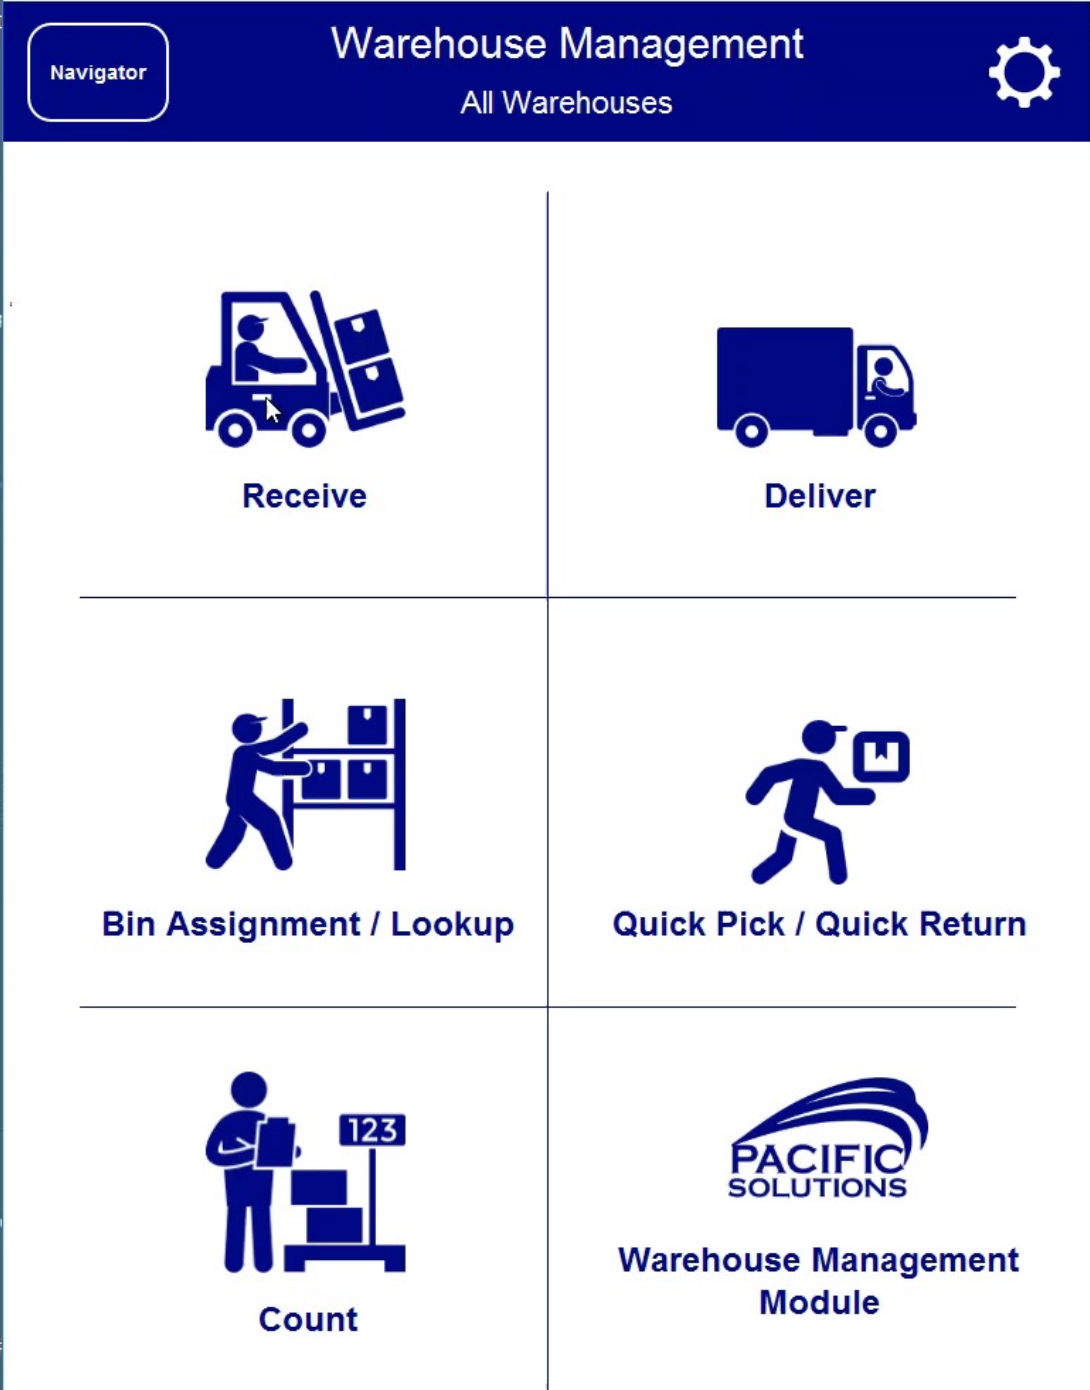 Navigator
Warehouse Management
All Warehouses
Receive
Deliver
Bin Assignment / Lookup
Quick Pick / Quick Return
123
Count
PACIFIC
SOLUTIONS
Warehouse Management
Module